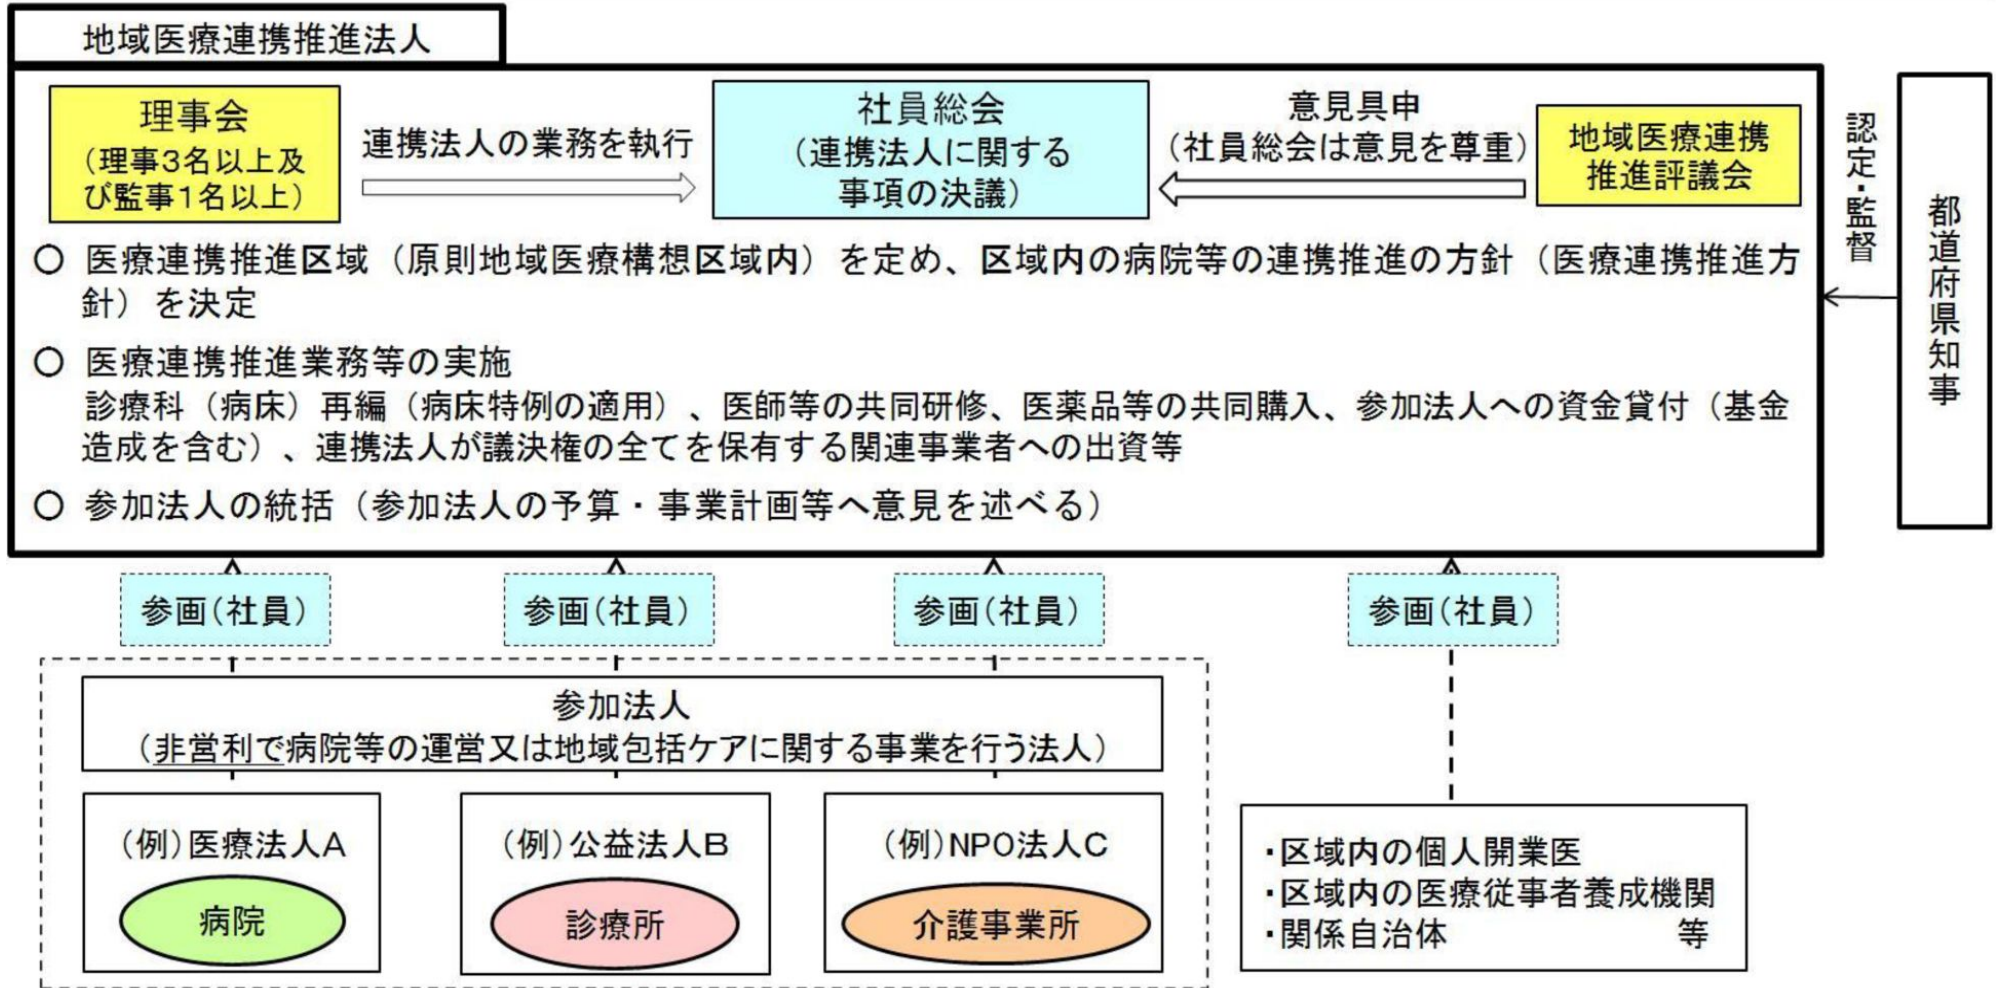 地域医療連携推進法人
理事会
（理事3名以上及
び監事1名以上）
連携法人の業務を執行
社員総会
（連携法人に関する
事項の決議）
意見具申
（社員総会は意見を尊重）
地域医療連携
推進評議会
認定・監督
都道府県知事
○ 医療連携推進区域（原則地域医療構想区域内）を定め、区域内の病院等の連携推進の方針（医療連携推進方
針）を決定
○ 医療連携推進業務等の実施
診療科（病床）再編（病床特例の適用）、医師等の共同研修、医薬品等の共同購入、参加法人への資金貸付（基金
造成を含む）、連携法人が議決権の全てを保有する関連事業者への出資等
○ 参加法人の統括（参加法人の予算・事業計画等へ意見を述べる）
参画（社員）
参画（社員）
参画（社員）
参画（社員）
参加法人
（非営利で病院等の運営又は地域包括ケアに関する事業を行う法人）
（例）医療法人A
病院
（例）公益法人B
診療所
（例）NPO法人C
介護事業所
・区域内の個人開業医
・区域内の医療従事者養成機関
・関係自治体 等